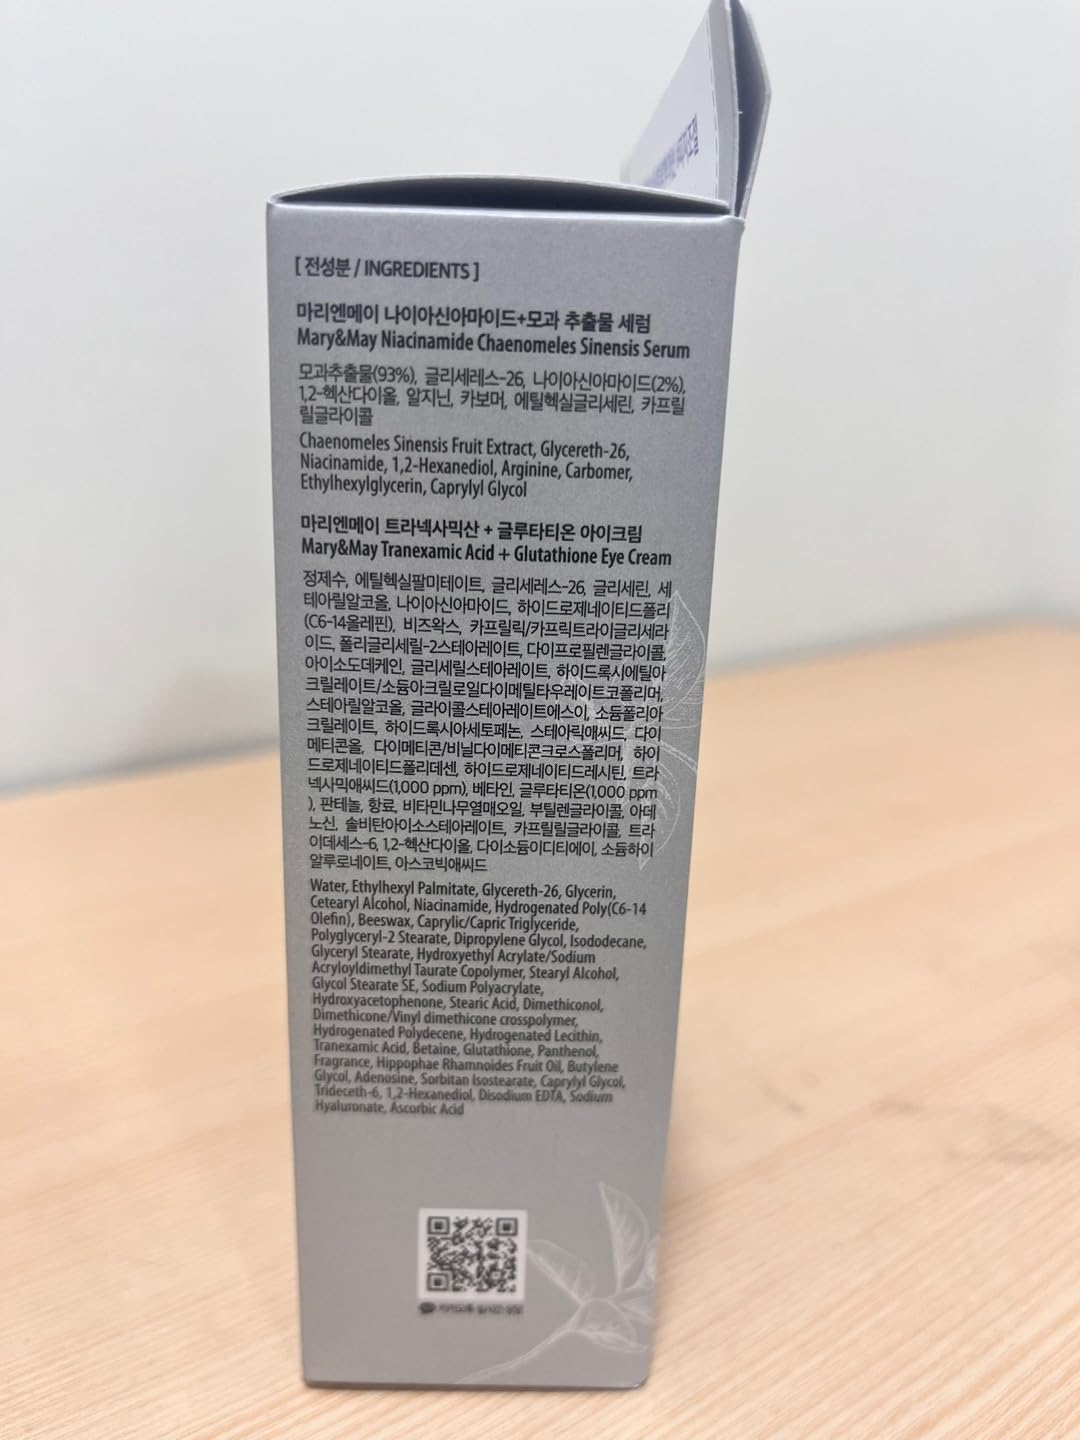 [ 전성분 / INGREDIENTS ]
마리엔메이 나이아신아마이드+모과 추출물 세럼
Mary&May Niacinamide Chaenomeles Sinensis Serum
모과추출물(93%), 글리세레스-26, 나이아신아마이드(2%),
1,2-헥산다이올, 알지닌, 카보머, 에틸헥실글리세린, 카프릴
릴글라이콜
Chaenomeles Sinensis Fruit Extract, Glycereth-26,
Niacinamide, 1,2-Hexanediol, Arginine, Carbomer,
Ethylhexylglycerin, Caprylyl Glycol
마리엔메이 트라넥사믹산 + 글루타티온 아이크림
Mary&May Tranexamic Acid + Glutathione Eye Cream
정제수, 에틸헥실팔미테이트, 글리세레스-26, 글리세린, 세
테아릴알코올, 나이아신아마이드, 하이드로제네이티드폴리
(C6-14올레핀), 비즈왁스, 카프릴릭/카프릭트라이글리세라
이드, 폴리글리세릴-2스테아레이트, 다이프로필렌글라이콜,
아이소도데케인, 글리세릴스테아레이트, 하이드록시에틸아
크릴레이트/소듐아크릴로일다이메틸타우레이트코폴리머,
스테아릴알코올, 글라이콜스테아레이트에스이, 소듐폴리아
크릴레이트, 하이드록시아세토페논, 스테아릭애씨드, 다이
메티콘올, 다이메티콘/비닐다이메티콘크로스폴리머, 하이
드로제네이티드폴리데센, 하이드로제네이티드레시틴, 트라
넥사믹애씨드(1,000 ppm), 베타인, 글루타티온(1,000 ppm
), 판테놀, 향료, 비타민나무열매오일, 부틸렌글라이콜, 아데
노신, 솔비탄아이소스테아레이트, 카프릴릴글라이콜, 트라
이데세스-6, 1,2-헥산다이올, 다이소듐이디티에이, 소듐하이
알루로네이트, 아스코빅애씨드
Water, Ethylhexyl Palmitate, Glycereth-26, Glycerin,
Cetearyl Alcohol, Niacinamide, Hydrogenated Poly(C6-14
Olefin), Beeswax, Caprylic/Capric Triglyceride,
Polyglyceryl-2 Stearate, Dipropylene Glycol, Isododecane,
Glyceryl Stearate, Hydroxyethyl Acrylate/Sodium
Acryloyldimethyl Taurate Copolymer, Stearyl Alcohol,
Glycol Stearate SE, Sodium Polyacrylate,
Hydroxyacetophenone, Stearic Acid, Dimethiconol,
Dimethicone/Vinyl dimethicone crosspolymer,
Hydrogenated Polydecene, Hydrogenated Lecithin,
Tranexamic Acid, Betaine, Glutathione, Panthenol,
Fragrance, Hippophae Rhamnoides Fruit Oil, Butylene
Glycol, Adenosine, Sorbitan Isostearate, Caprylyl Glycol,
Trideceth-6, 1,2-Hexanediol, Disodium EDTA, Sodium
Hyaluronate, Ascorbic Acid